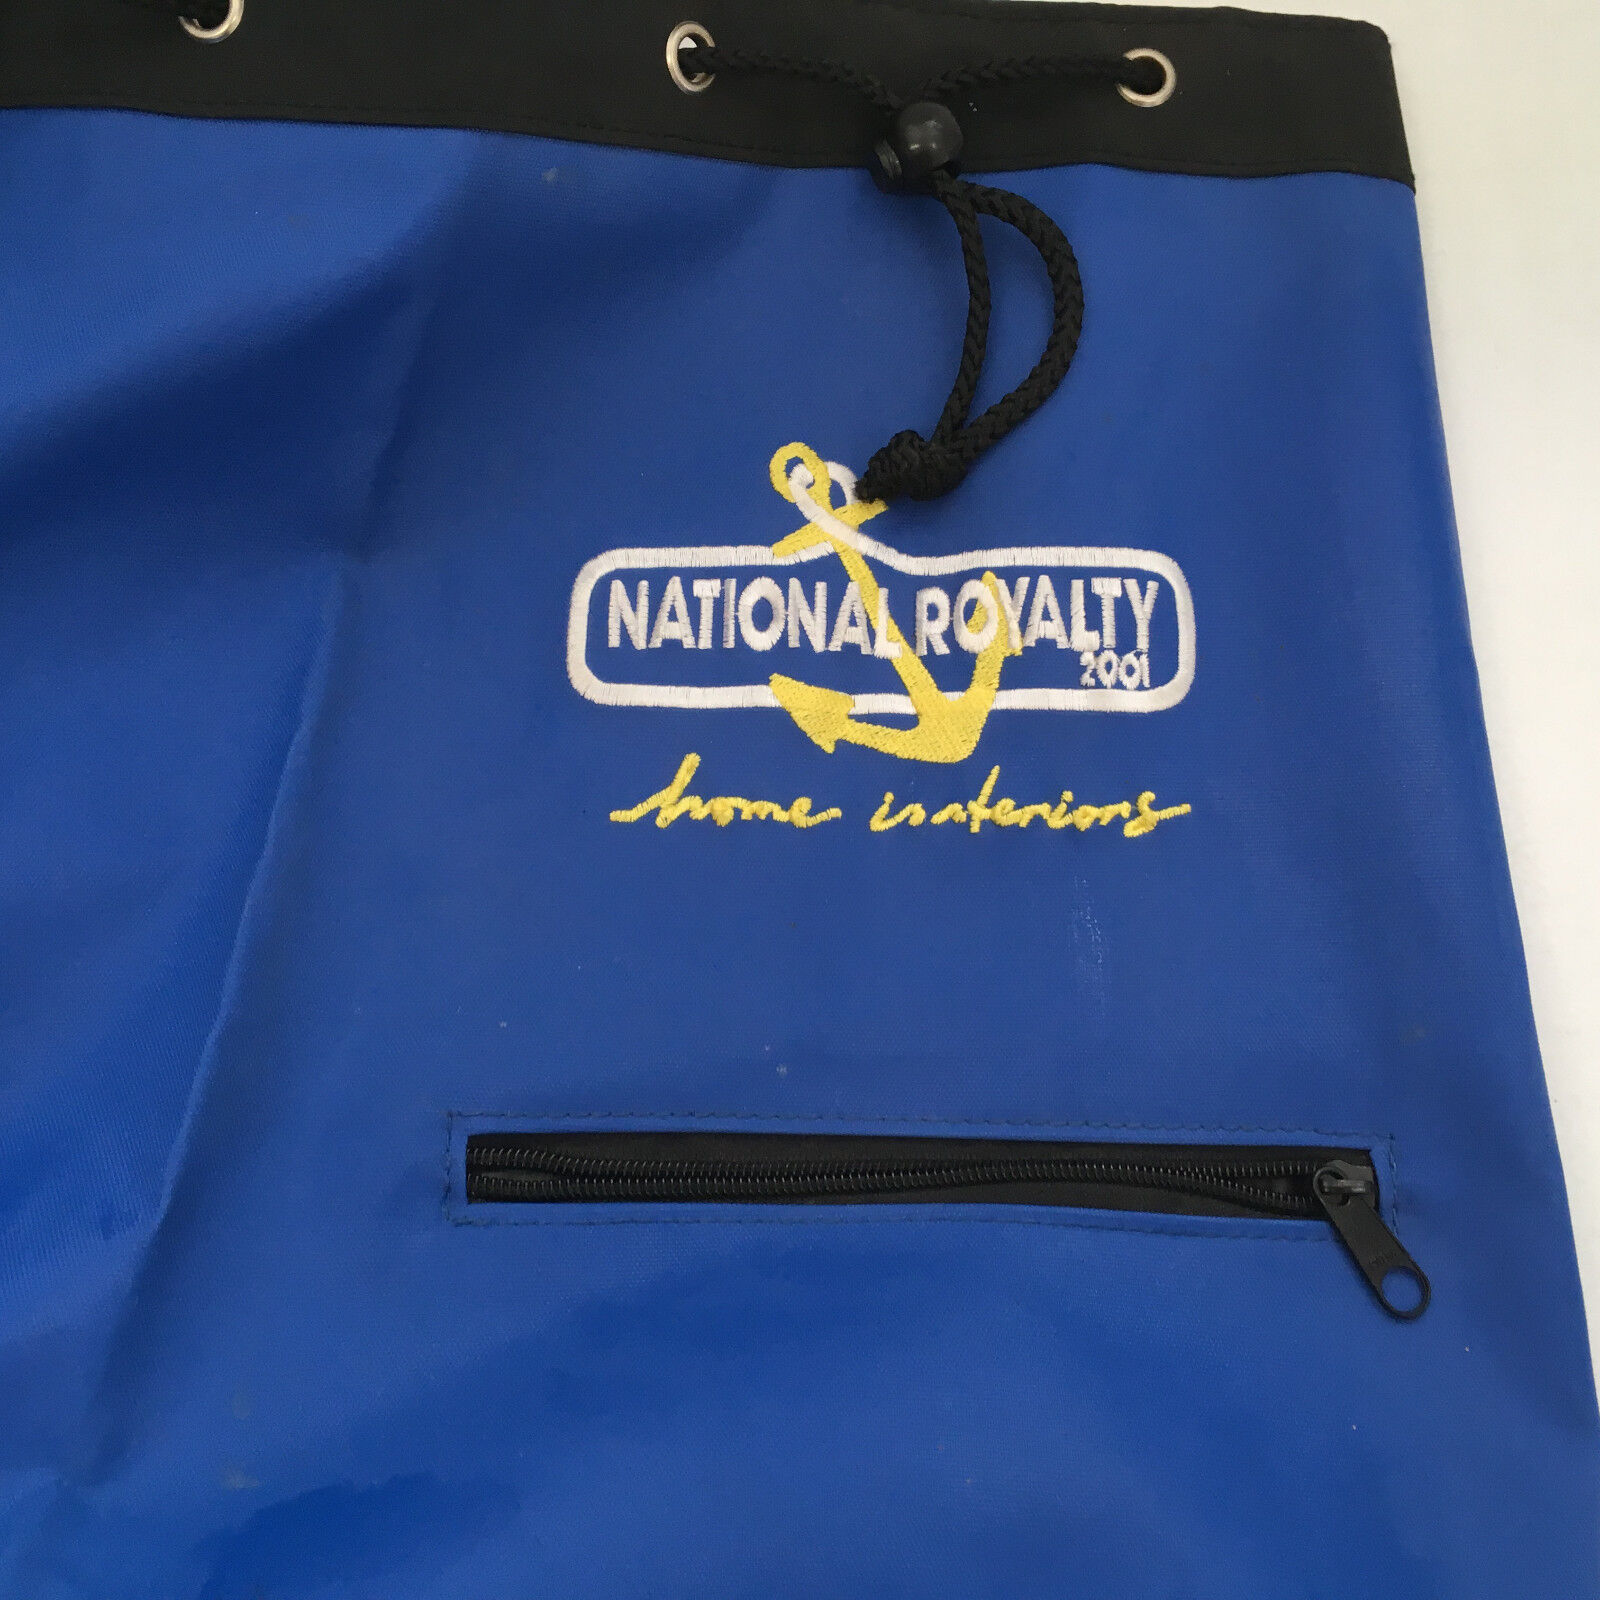 NATIONAL ROYALTY
2001
home interiors